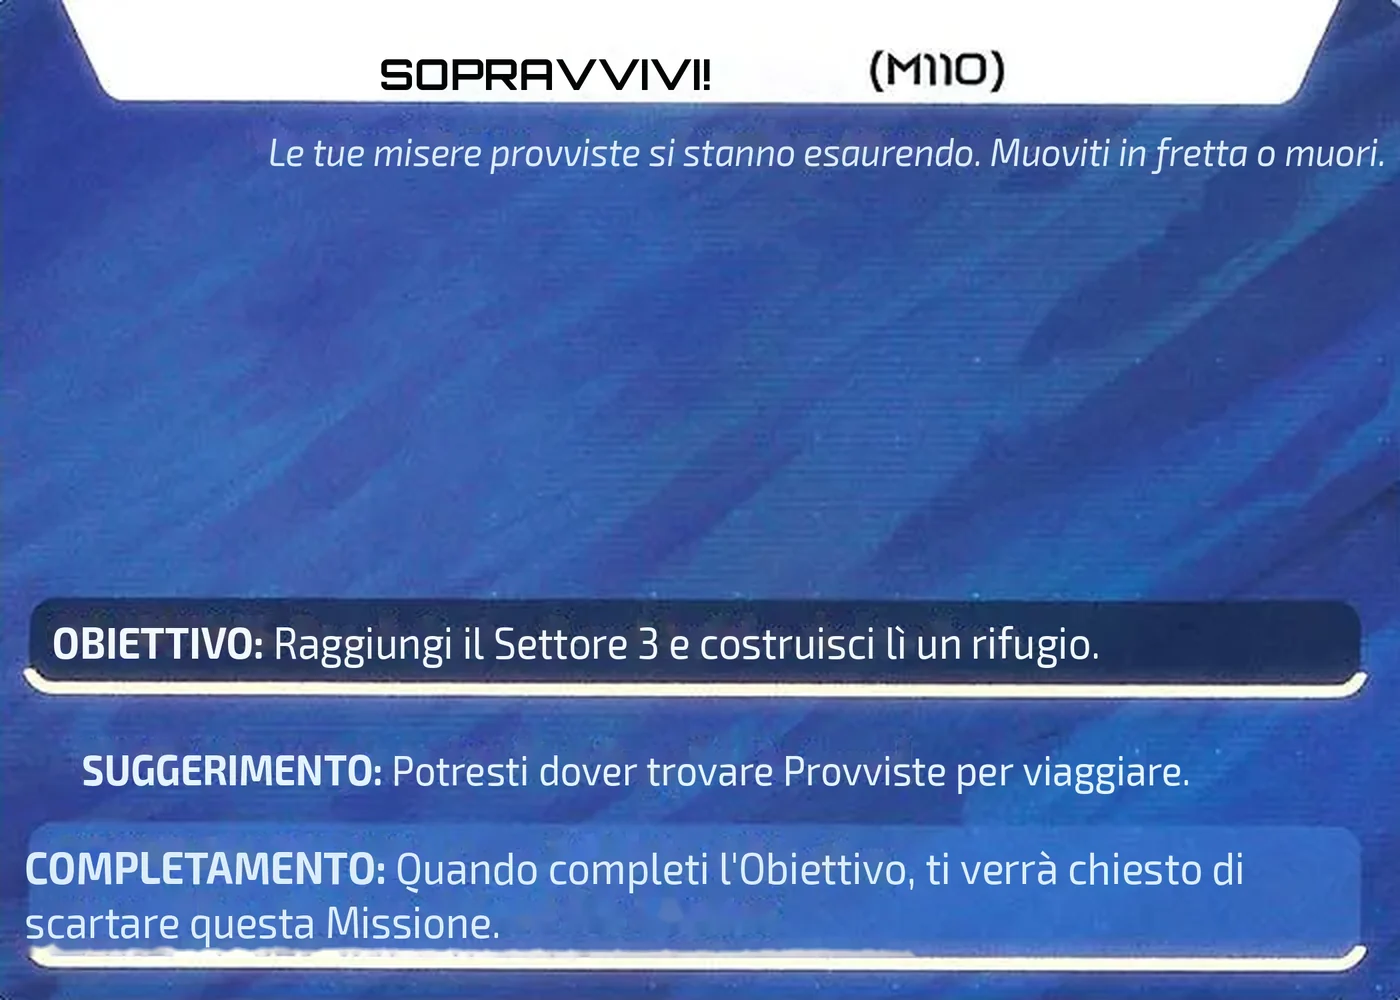 SOPRAVVIVI! (M110)
Le tue misere provviste si stanno esaurendo. Muoviti in fretta o muori.
OBIETTIVO: Raggiungi il Settore 3 e costruisci lì un rifugio.
SUGGERIMENTO: Potresti dover trovare Provviste per viaggiare.
COMPLETAMENTO: Quando completi l'Obiettivo, ti verrà chiesto di
scartare questa Missione.